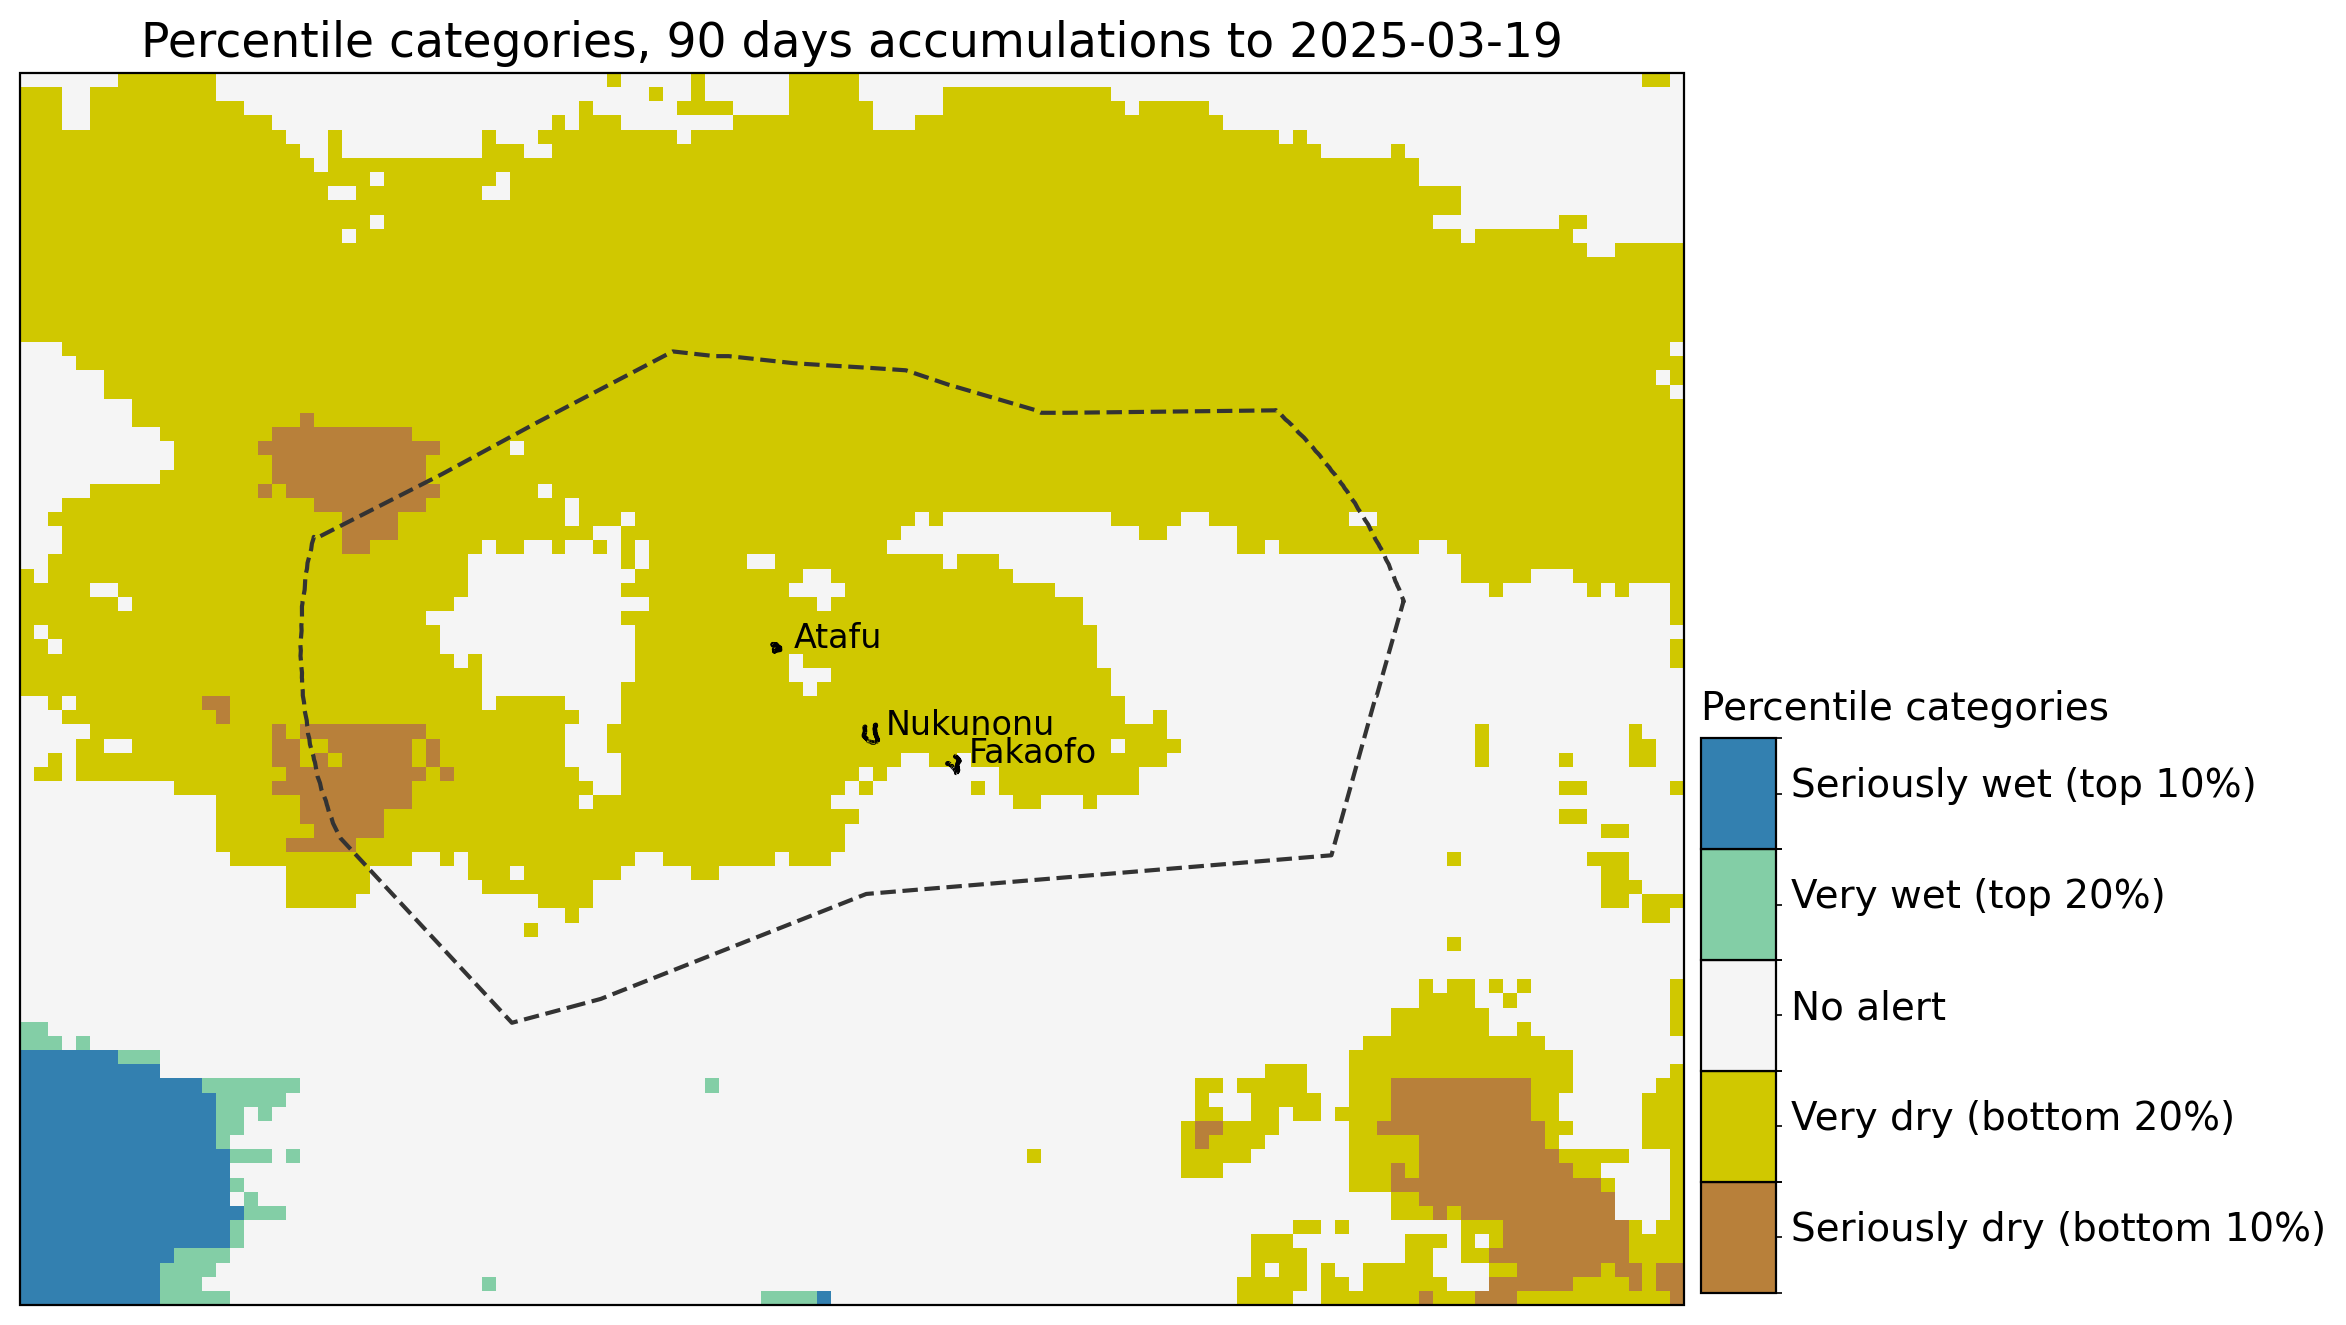 Percentile categories, 90 days accumulations to 2025-03-19
Atafu
Nukunonu
Fakaofo
Percentile categories
Seriously wet (top 10%)
Very wet (top 20%)
No alert
Very dry (bottom 20%)
Seriously dry (bottom 10%)